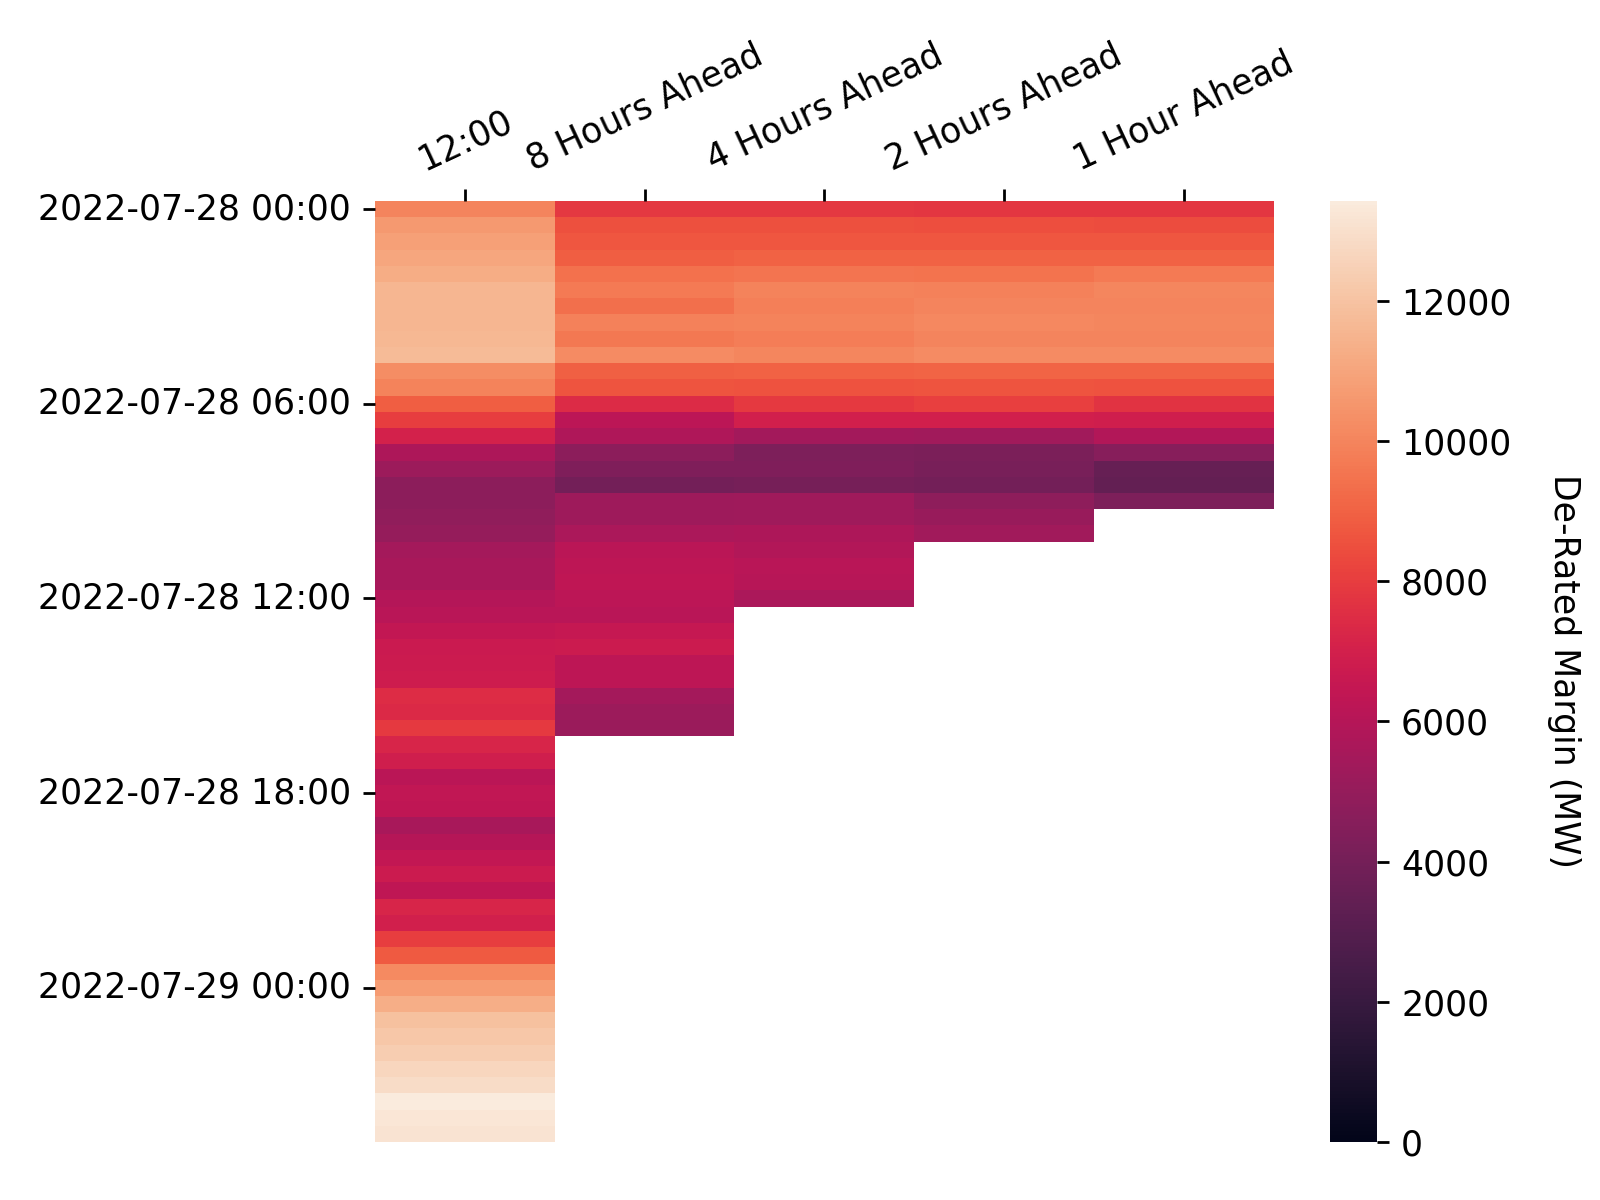 12:00
8 Hours Ahead
4 Hours Ahead
2 Hours Ahead
1 Hour Ahead
2022-07-28 00:00
2022-07-28 06:00
2022-07-28 12:00
2022-07-28 18:00
2022-07-29 00:00
12000
10000
8000
6000
4000
2000
0
De-Rated Margin (MW)